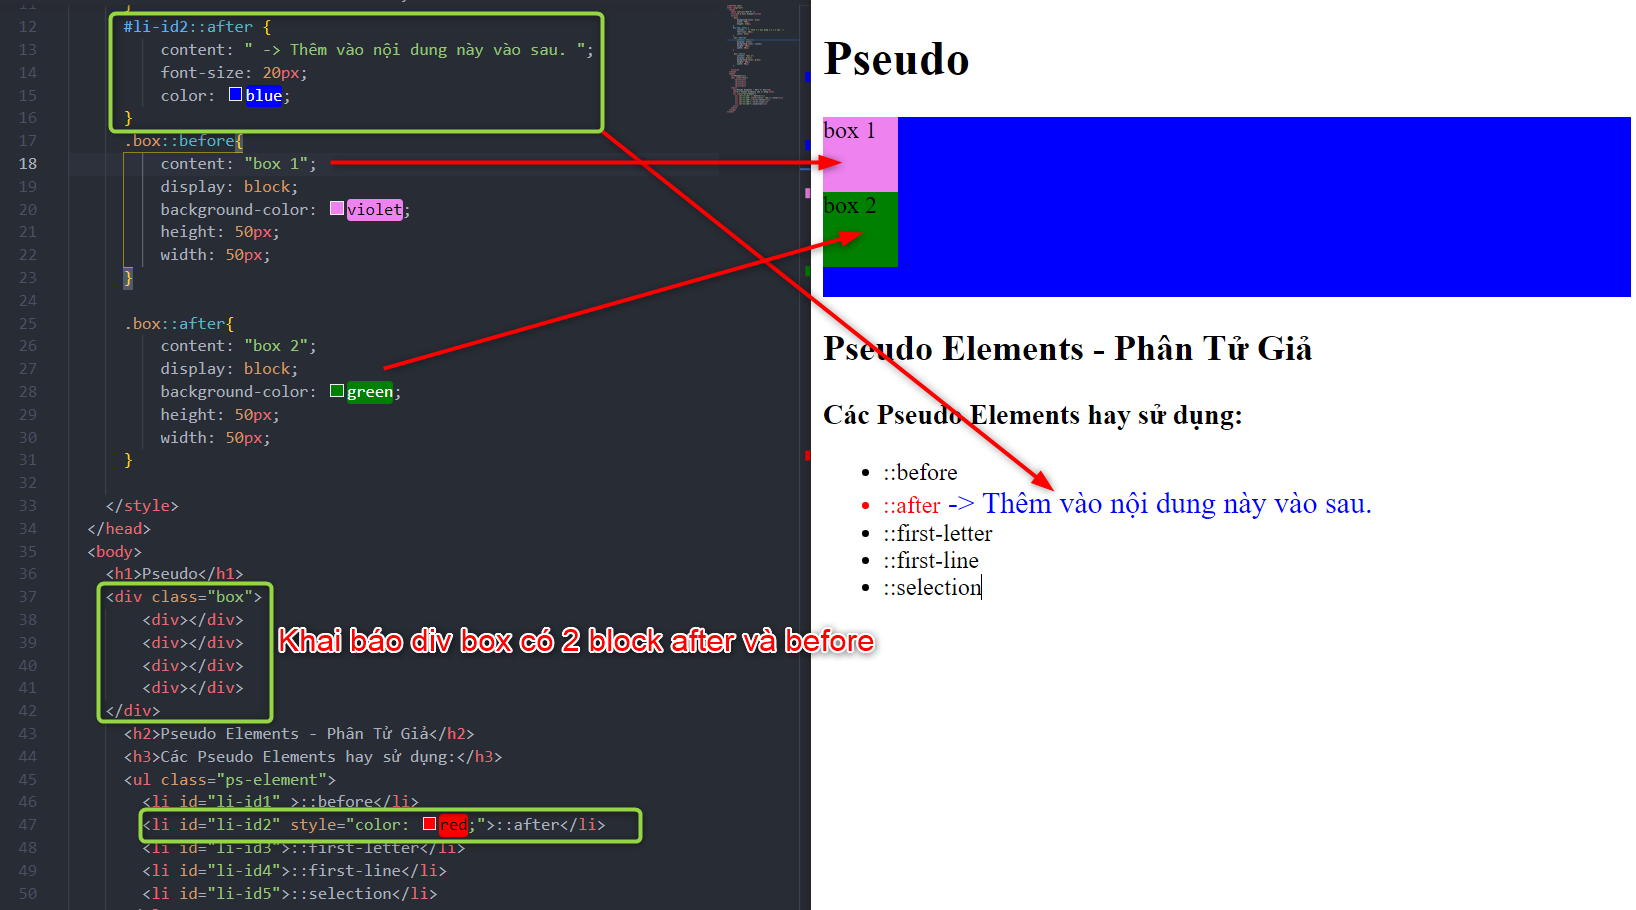 11 }
12 #li-id2::after {
13 content: " -> Thêm vào nội dung này vào sau. ";
14 font-size: 20px;
15 color: blue;
16 }
17 .box::before{
18 content: "box 1";
19 display: block;
20 background-color: violet;
21 height: 50px;
22 width: 50px;
23 }
24
25 .box::after{
26 content: "box 2";
27 display: block;
28 background-color: green;
29 height: 50px;
30 width: 50px;
31 }
32
33 </style>
34 </head>
35 <body>
36 <h1>Pseudo</h1>
37 <div class="box">
38 <div></div>
39 <div></div>
40 <div></div>
41 <div></div>
42 </div>
43 <h2>Pseudo Elements - Phân Tử Giả</h2>
44 <h3>Các Pseudo Elements hay sử dụng:</h3>
45 <ul class="ps-element">
46 <li id="li-id1" >::before</li>
47 <li id="li-id2" style="color: red;">::after</li>
48 <li id="li-id3">::first-letter</li>
49 <li id="li-id4">::first-line</li>
50 <li id="li-id5">::selection</li>
Khai báo div box có 2 block after và before
Pseudo
box 1
box 2
Pseudo Elements - Phân Tử Giả
Các Pseudo Elements hay sử dụng:
• ::before
• ::after -> Thêm vào nội dung này vào sau.
• ::first-letter
• ::first-line
• ::selection